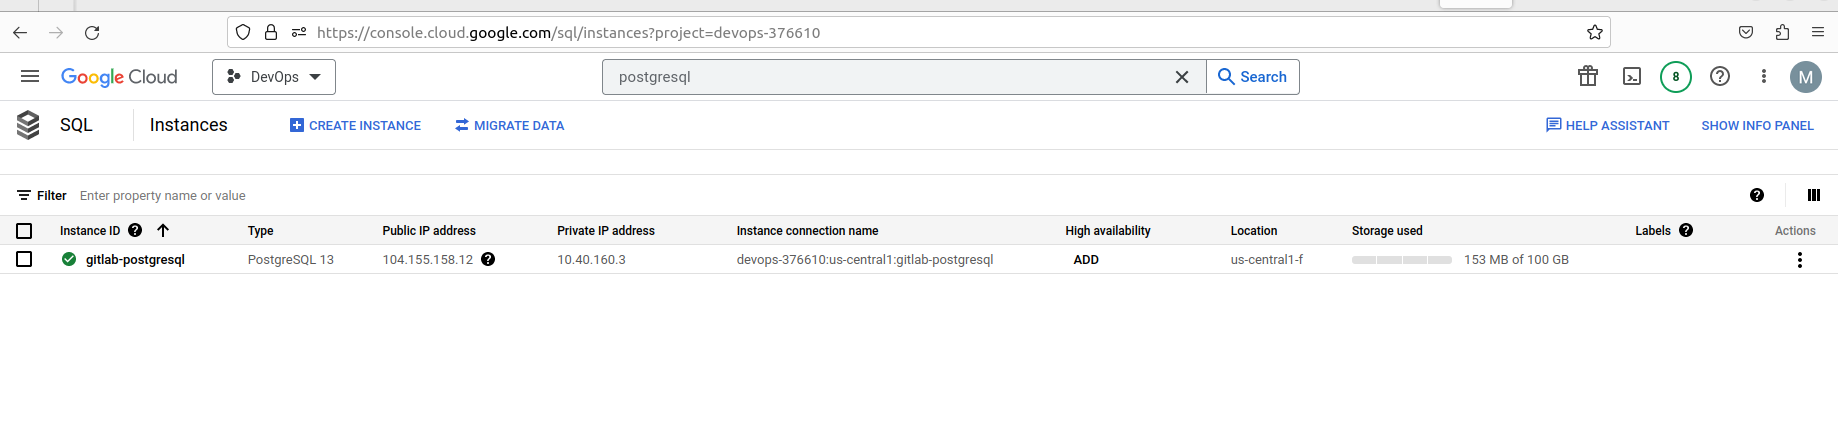 https://console.cloud.google.com/sql/instances?project=devops-376610
Google Cloud DevOps postgresql Search 8 M
SQL Instances CREATE INSTANCE MIGRATE DATA HELP ASSISTANT SHOW INFO PANEL
Filter Enter property name or value
Instance ID Type Public IP address Private IP address Instance connection name High availability Location Storage used Labels Actions
gitlab-postgresql PostgreSQL 13 104.155.158.12 10.40.160.3 devops-376610:us-central1:gitlab-postgresql ADD us-central1-f 153 MB of 100 GB